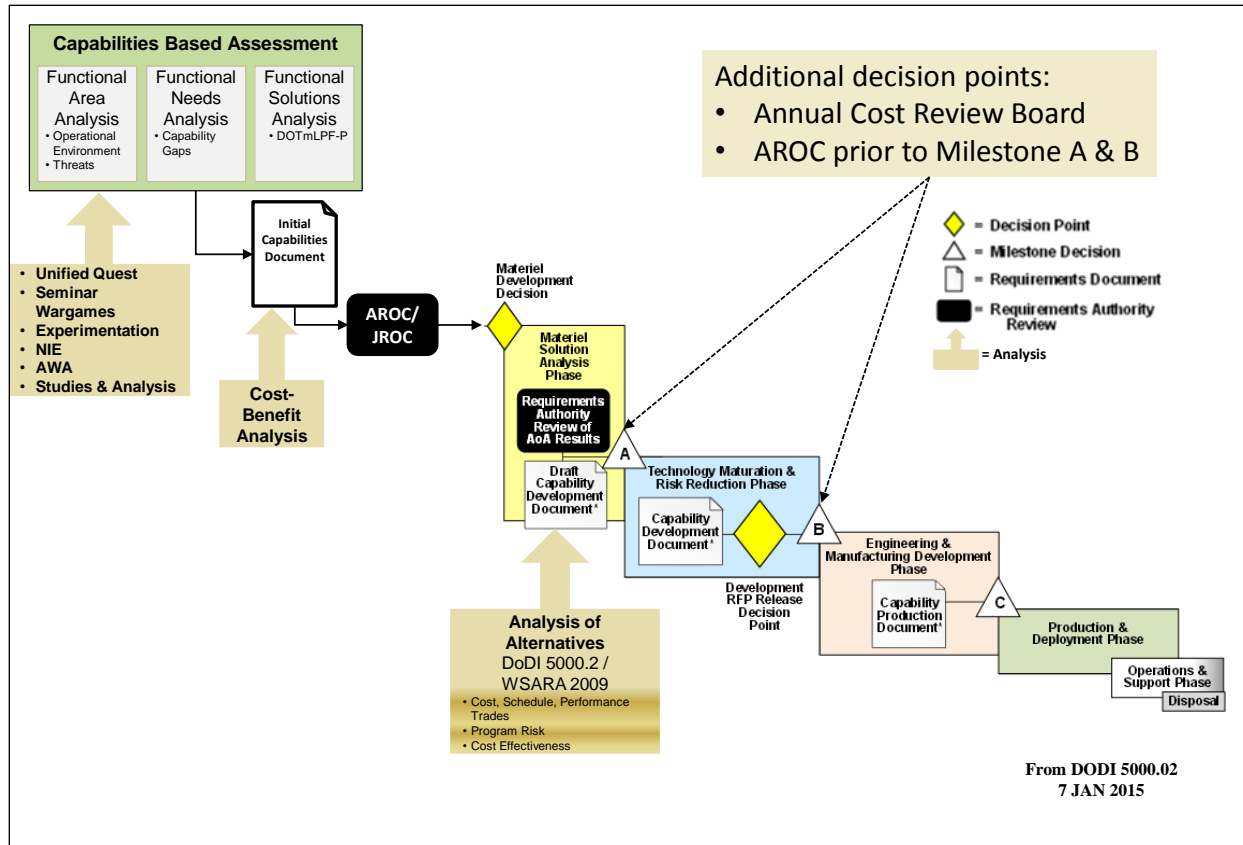 Capabilities Based Assessment
Functional
Area
Analysis
• Operational
Environment
• Threats
Functional
Needs
Analysis
• Capability
Gaps
Functional
Solutions
Analysis
• DOTmLPF-P
Additional decision points:
• Annual Cost Review Board
• AROC prior to Milestone A & B
• Unified Quest
• Seminar
Wargames
• Experimentation
• NIE
• AWA
• Studies & Analysis
Initial
Capabilities
Document
Cost-
Benefit
Analysis
AROC/
JROC
Materiel
Development
Decision
= Decision Point
= Milestone Decision
= Requirements Document
= Requirements Authority
Review
= Analysis
Materiel
Solution
Analysis
Phase
Requirements
Authority
Review of
AoA Results
A
Draft
Capability
Development
Document*
Technology Maturation &
Risk Reduction Phase
Capability
Development
Document*
B
Development
RFP Release
Decision
Point
Engineering &
Manufacturing Development
Phase
Capability
Production
Document*
C
Production &
Deployment Phase
Operations &
Support Phase
Disposal
Analysis of
Alternatives
DoDI 5000.2 /
WSARA 2009
• Cost, Schedule, Performance
Trades
• Program Risk
• Cost Effectiveness
From DODI 5000.02
7 JAN 2015